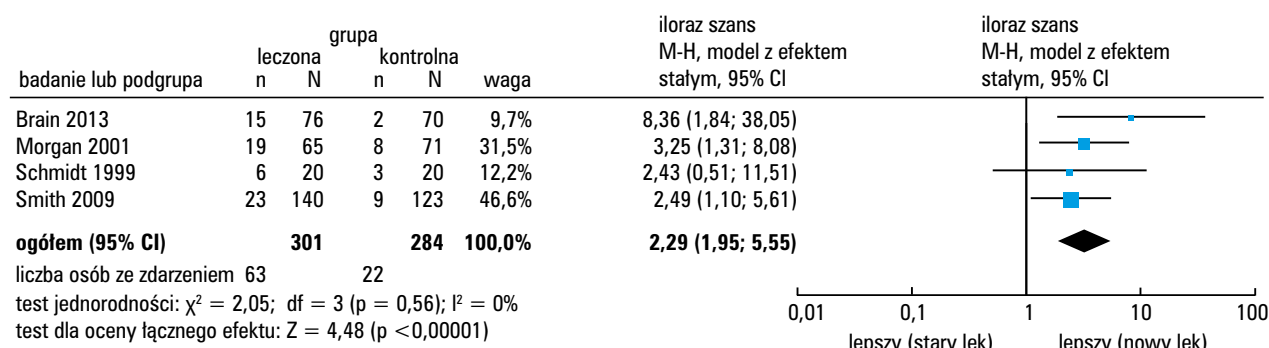 grupa
leczona kontrolna
badanie lub podgrupa n N n N waga
iloraz szans
M-H, model z efektem
stałym, 95% CI
iloraz szans
M-H, model z efektem
stałym, 95% CI
Brain 2013 15 76 2 70 9,7% 8,36 (1,84; 38,05)
Morgan 2001 19 65 8 71 31,5% 3,25 (1,31; 8,08)
Schmidt 1999 6 20 3 20 12,2% 2,43 (0,51; 11,51)
Smith 2009 23 140 9 123 46,6% 2,49 (1,10; 5,61)
ogółem (95% CI) 301 284 100,0% 2,29 (1,95; 5,55)
liczba osób ze zdarzeniem 63 22
test jednorodności: χ² = 2,05; df = 3 (p = 0,56); I² = 0%
test dla oceny łącznego efektu: Z = 4,48 (p <0,00001)
0,01 0,1 1 10 100
lepszy (stary lek) lepszy (nowy lek)